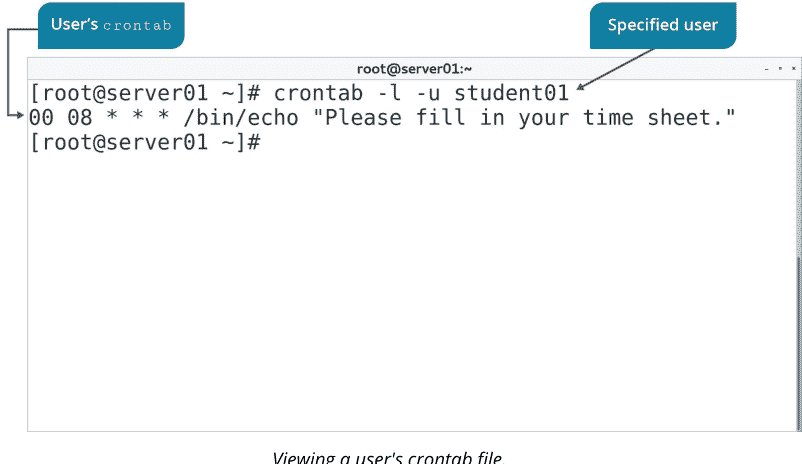 User's crontab
Specified user
root@server01:~
[root@server01 ~]# crontab -l -u student01
00 08 * * * /bin/echo "Please fill in your time sheet."
[root@server01 ~]#
Viewing a user's crontab file.